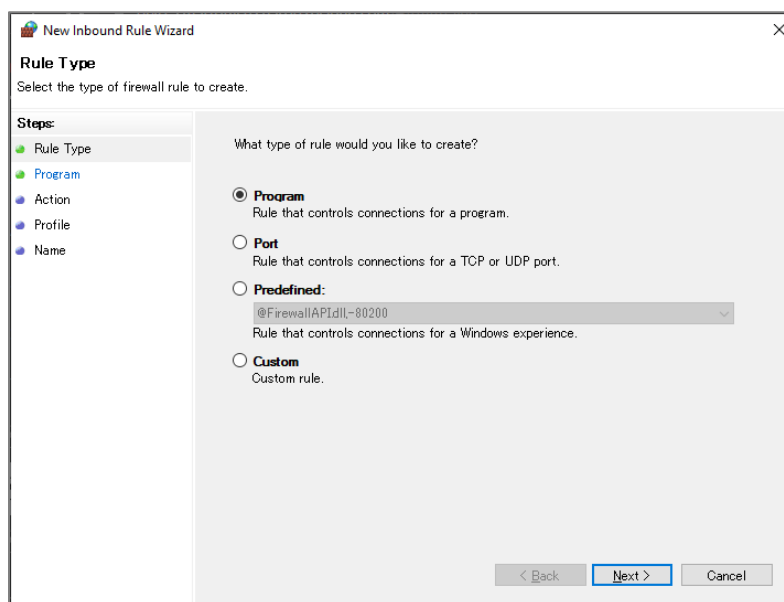 New Inbound Rule Wizard
Rule Type
Select the type of firewall rule to create.
Steps:
Rule Type
Program
Action
Profile
Name
What type of rule would you like to create?
Program
Rule that controls connections for a program.
Port
Rule that controls connections for a TCP or UDP port.
Predefined:
@FirewallAPI.dll,-80200
Rule that controls connections for a Windows experience.
Custom
Custom rule.
< Back Next > Cancel